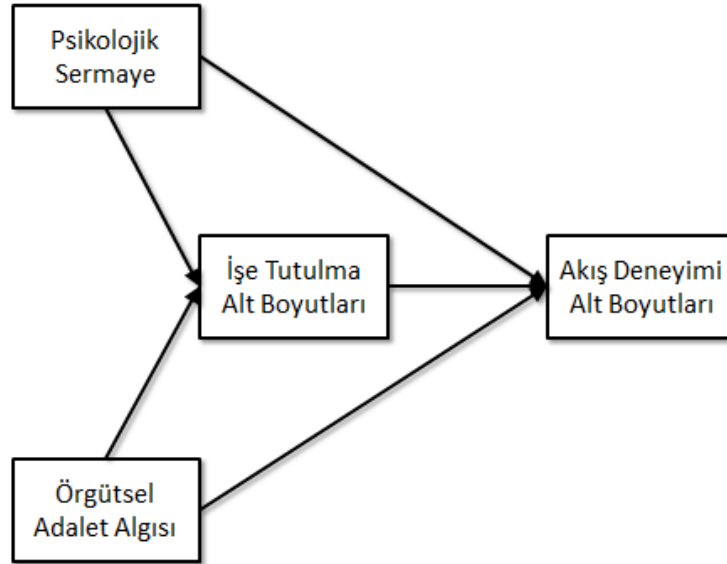 Psikolojik
Sermaye
İşe Tutulma
Alt Boyutları
Akış Deneyimi
Alt Boyutları
Örgütsel
Adalet Algısı